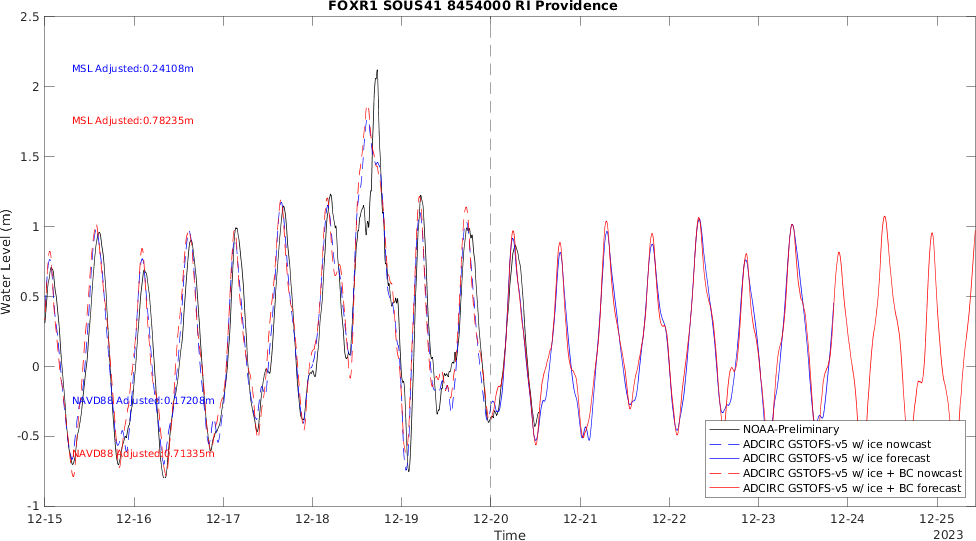 FOXR1 SOUS41 8454000 RI Providence
2.5
2
1.5
1
0.5
0
-0.5
-1
Water Level (m)
MSL Adjusted:0.24108m
MSL Adjusted:0.78235m
NAVD88 Adjusted:0.17208m
NAVD88 Adjusted:0.71335m
NOAA-Preliminary
ADCIRC GSTOFS-v5 w/ ice nowcast
ADCIRC GSTOFS-v5 w/ ice forecast
ADCIRC GSTOFS-v5 w/ ice + BC nowcast
ADCIRC GSTOFS-v5 w/ ice + BC forecast
12-15 12-16 12-17 12-18 12-19 12-20 12-21 12-22 12-23 12-24 12-25
Time
2023